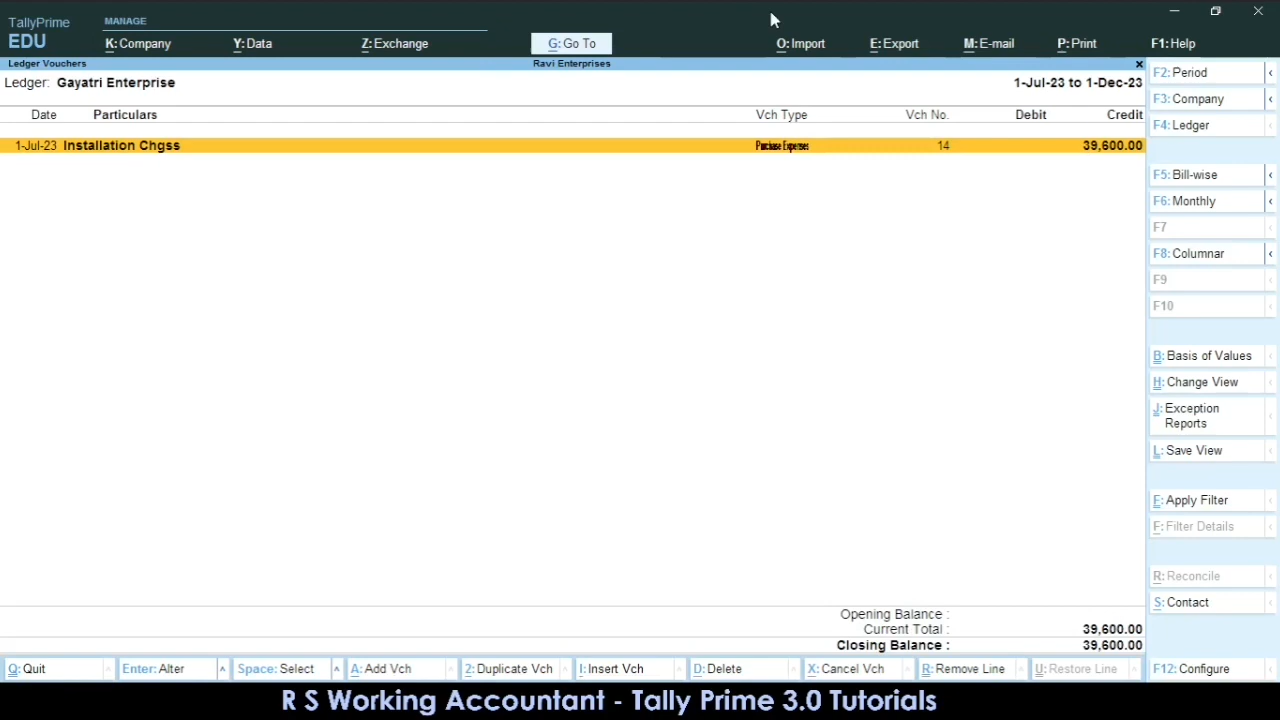 TallyPrime
EDU
MANAGE
K: Company
Y: Data
Z: Exchange
G: Go To
O: Import
E: Export
M: E-mail
P: Print
F1: Help
Ledger Vouchers
Ravi Enterprises
Ledger: Gayatri Enterprise
1-Jul-23 to 1-Dec-23
Date Particulars Vch Type Vch No. Debit Credit
1-Jul-23 Installation Chgss Purchase Expenses 14 39,600.00
Opening Balance :
Current Total : 39,600.00
Closing Balance : 39,600.00
F2: Period
F3: Company
F4: Ledger
F5: Bill-wise
F6: Monthly
F7
F8: Columnar
F9
F10
B: Basis of Values
H: Change View
J: Exception
Reports
L: Save View
F: Apply Filter
F: Filter Details
R: Reconcile
S: Contact
F12: Configure
Q: Quit
Enter: Alter
Space: Select
A: Add Vch
2: Duplicate Vch
I: Insert Vch
D: Delete
X: Cancel Vch
R: Remove Line
U: Restore Line
R S Working Accountant - Tally Prime 3.0 Tutorials